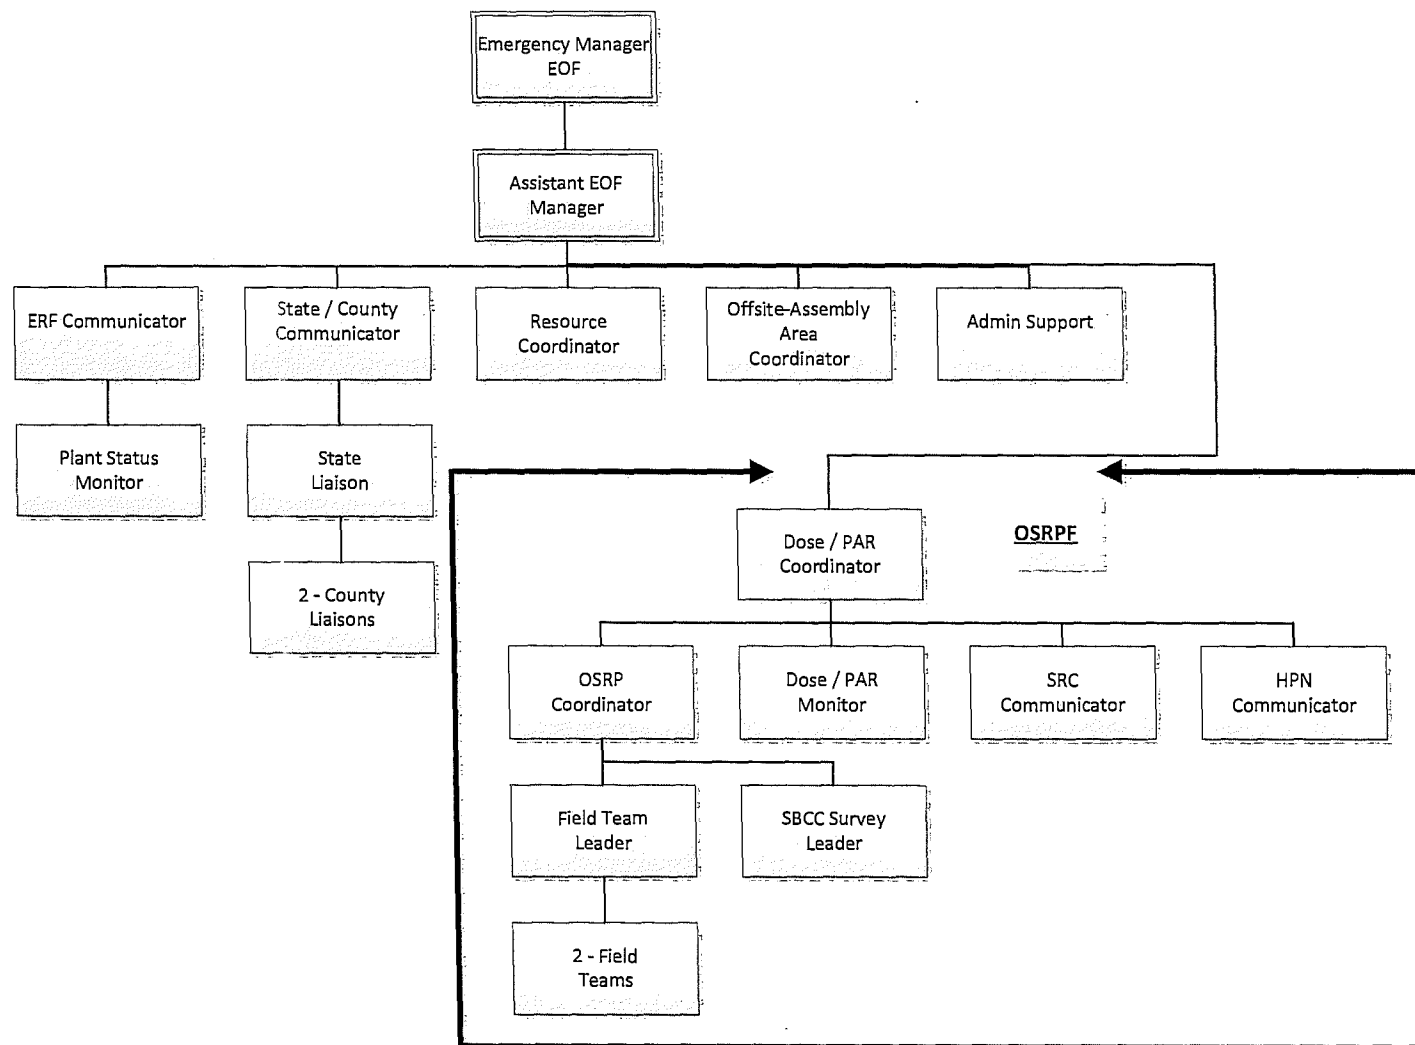 Emergency Manager
EOF
Assistant EOF
Manager
ERF Communicator
State / County
Communicator
Resource
Coordinator
Offsite-Assembly
Area
Coordinator
Admin Support
Plant Status
Monitor
State
Liaison
2 - County
Liaisons
Dose / PAR
Coordinator
OSRPF
OSRP
Coordinator
Dose / PAR
Monitor
SRC
Communicator
HPN
Communicator
Field Team
Leader
SBCC Survey
Leader
2 - Field
Teams